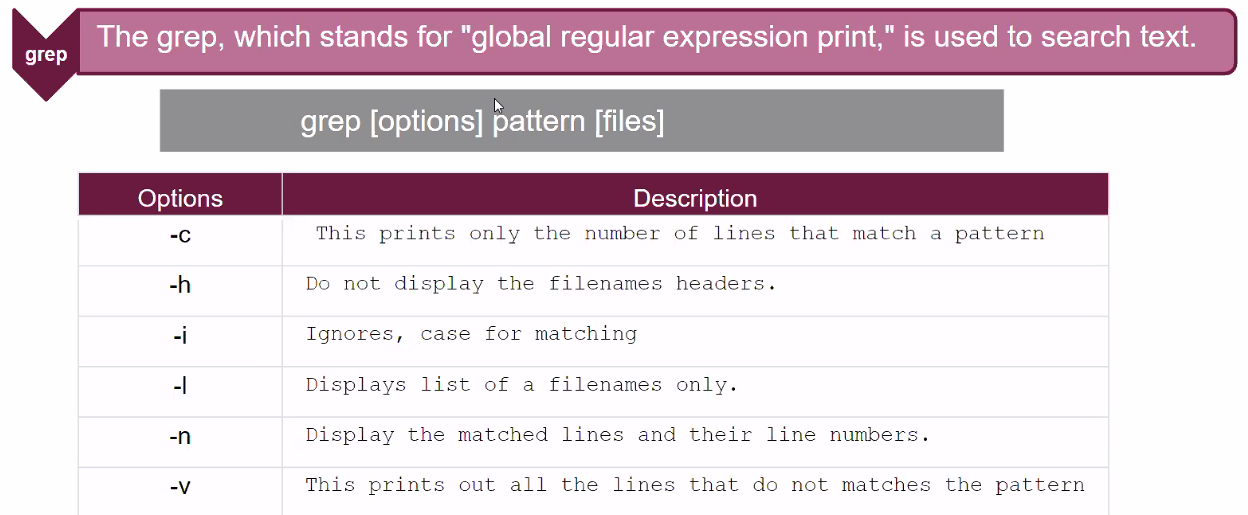 grep
The grep, which stands for "global regular expression print," is used to search text.
grep [options] pattern [files]
Options Description
-c This prints only the number of lines that match a pattern
-h Do not display the filenames headers.
-i Ignores, case for matching
-l Displays list of a filenames only.
-n Display the matched lines and their line numbers.
-v This prints out all the lines that do not matches the pattern